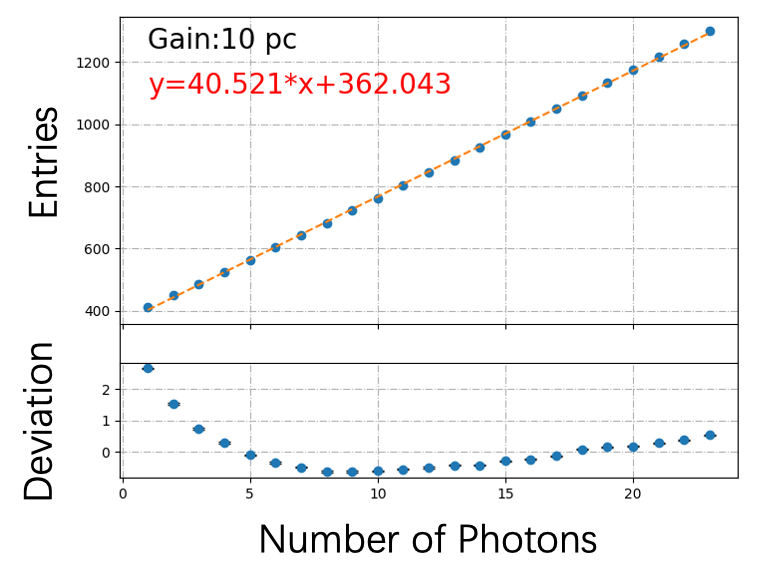 Gain:10 pc
y=40.521*x+362.043
Entries
1200
1000
800
600
400
Deviation
2
1
0
0 5 10 15 20
Number of Photons